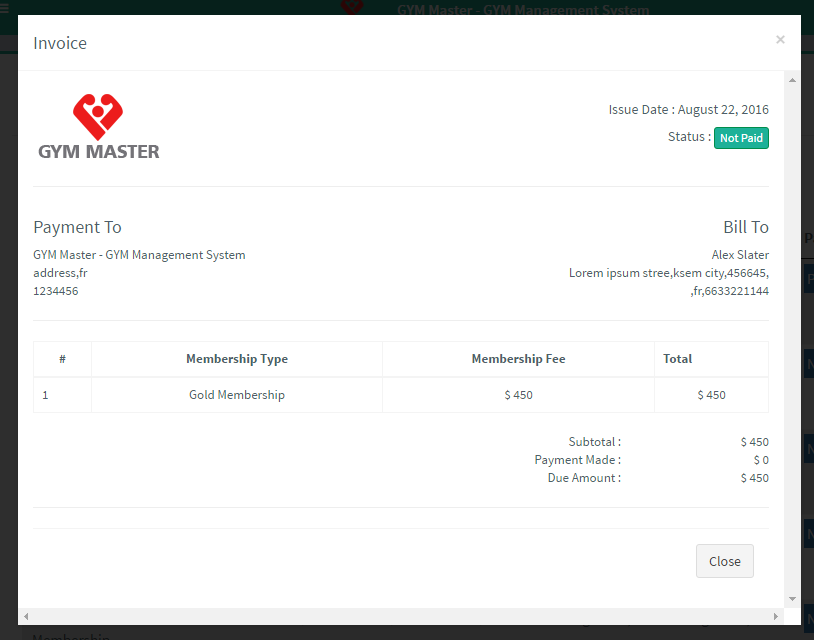 GYM Master - GYM Management System
Invoice
×
GYM MASTER
Issue Date : August 22, 2016
Status : Not Paid
Payment To
Bill To
GYM Master - GYM Management System
Alex Slater
address,fr
Lorem ipsum stree,ksem city,456645,
1234456
,fr,6633221144
# Membership Type Membership Fee Total
1 Gold Membership $ 450 $ 450
Subtotal : $ 450
Payment Made : $ 0
Due Amount : $ 450
Close
Membership